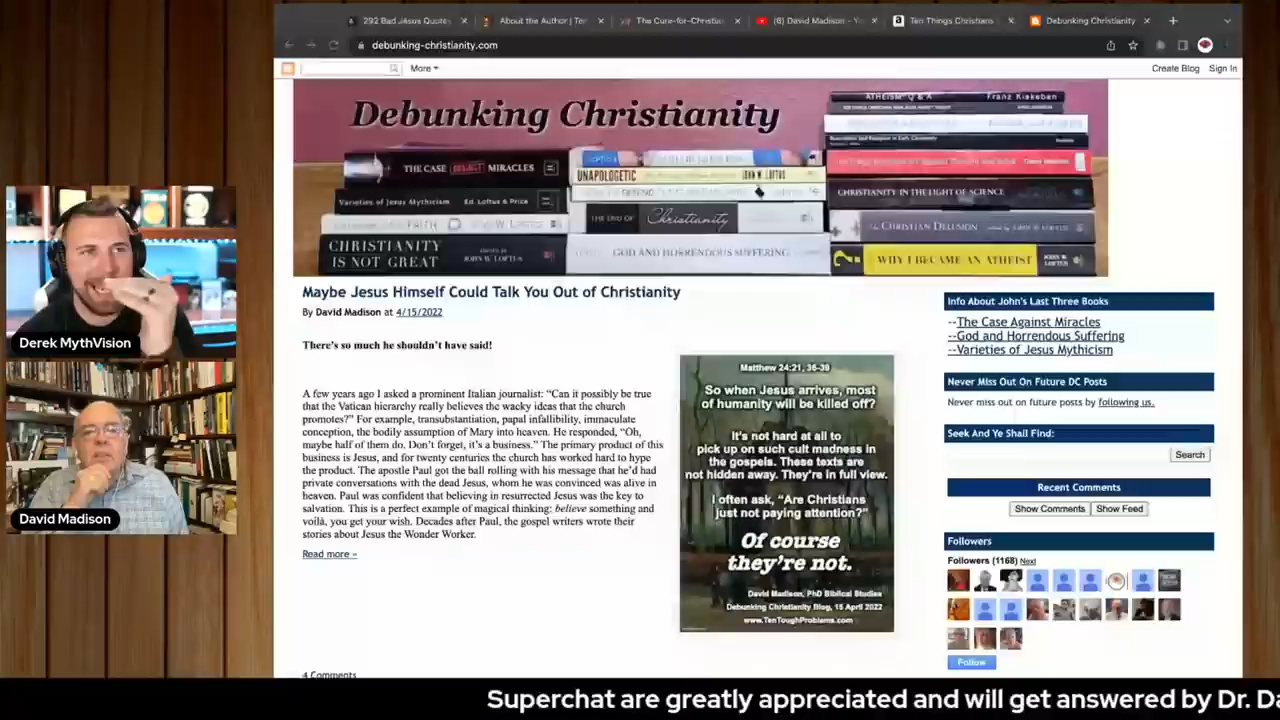 292 Bad Jesus Quotes
About the Author | Ten
The Cure-for-Christian
(6) David Madison - Yo
Ten Things Christians
Debunking Christianity
debunking-christianity.com
More
Create Blog
Sign In
Debunking Christianity
ATHEISM: Q & A
Franz Kiekeben
THE CASE AGAINST MIRACLES
UNAPOLOGETIC
JOHN W. LOFTUS
Varieties of Jesus Mythicism
Ed. Loftus & Price
FAITH
THE END OF Christianity
CHRISTIANITY IN THE LIGHT OF SCIENCE
THE CHRISTIAN DELUSION
CHRISTIANITY IS NOT GREAT
JOHN W. LOFTUS
GOD AND HORRENDOUS SUFFERING
? WHY I BECAME AN ATHEIST
JOHN W. LOFTUS
Maybe Jesus Himself Could Talk You Out of Christianity
By David Madison at 4/15/2022
There's so much he shouldn't have said!
A few years ago I asked a prominent Italian journalist: "Can it possibly be true
that the Vatican hierarchy really believes the wacky ideas that the church
promotes?" For example, transubstantiation, papal infallibility, immaculate
conception, the bodily assumption of Mary into heaven. He responded, "Oh,
maybe half of them do. Don't forget, it's a business." The primary product of this
business is Jesus, and for twenty centuries the church has worked hard to hype
the product. The apostle Paul got the ball rolling with his message that he'd had
private conversations with the dead Jesus, whom he was convinced was alive in
heaven. Paul was confident that believing in resurrected Jesus was the key to
salvation. This is a perfect example of magical thinking: believe something and
voilà, you get your wish. Decades after Paul, the gospel writers wrote their
stories about Jesus the Wonder Worker.
Read more »
4 Comments
Matthew 24:21, 36-39
So when Jesus arrives, most
of humanity will be killed off?
It's not hard at all to
pick up on such cult madness in
the gospels. These texts are
not hidden away. They're in full view.
I often ask, "Are Christians
just not paying attention?"
Of course
they're not.
David Madison, PhD Biblical Studies
Debunking Christianity Blog, 15 April 2022
www.TenToughProblems.com
Info About John's Last Three Books
--The Case Against Miracles
--God and Horrendous Suffering
--Varieties of Jesus Mythicism
Never Miss Out On Future DC Posts
Never miss out on future posts by following us.
Seek And Ye Shall Find:
Search
Recent Comments
Show Comments
Show Feed
Followers
Followers (1168) Next
Follow
Derek MythVision
David Madison
Superchat are greatly appreciated and will get answered by Dr. Da